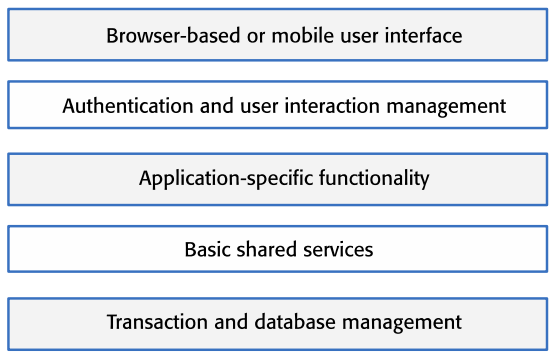 Browser-based or mobile user interface
Authentication and user interaction management
Application-specific functionality
Basic shared services
Transaction and database management